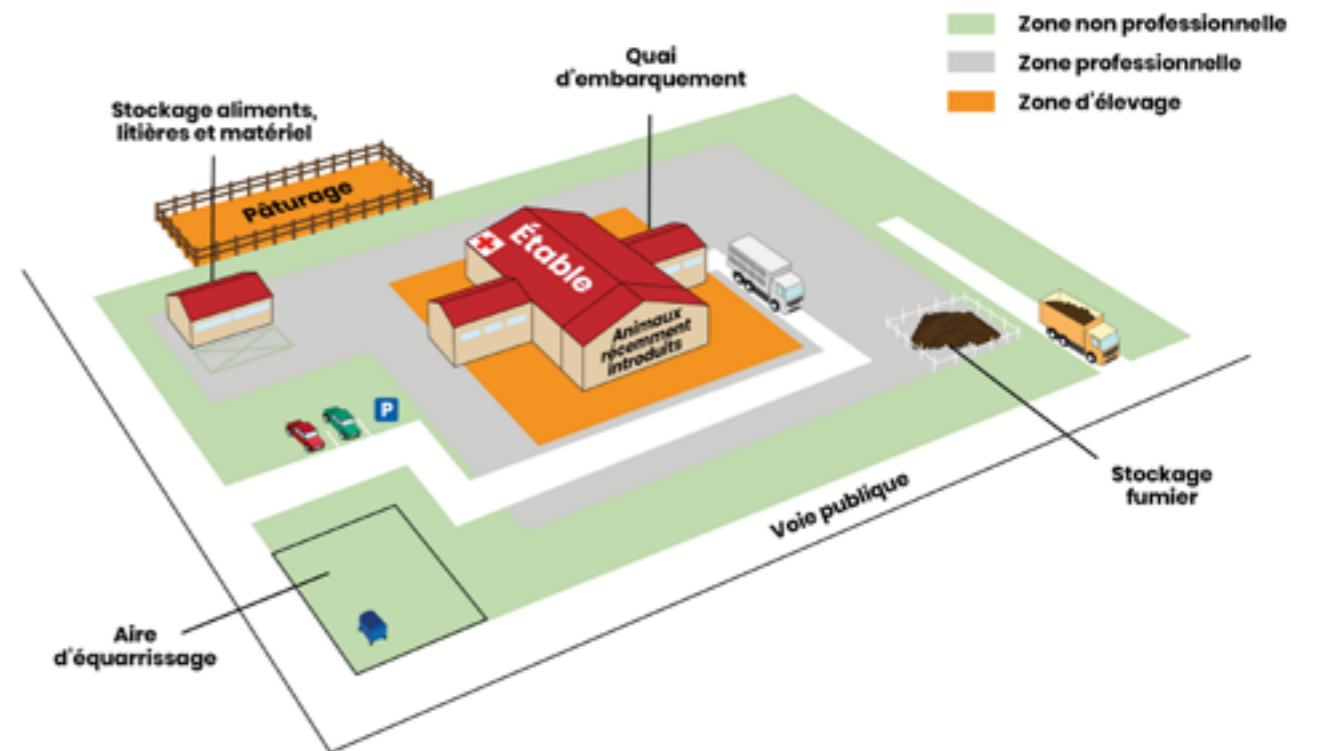 Zone non professionnelle
Zone professionnelle
Zone d'élevage
Quai
d'embarquement
Stockage aliments,
litières et matériel
Pâturage
Étable
Animaux
récemment
introduits
P
Stockage
fumier
Voie publique
Aire
d'équarrissage